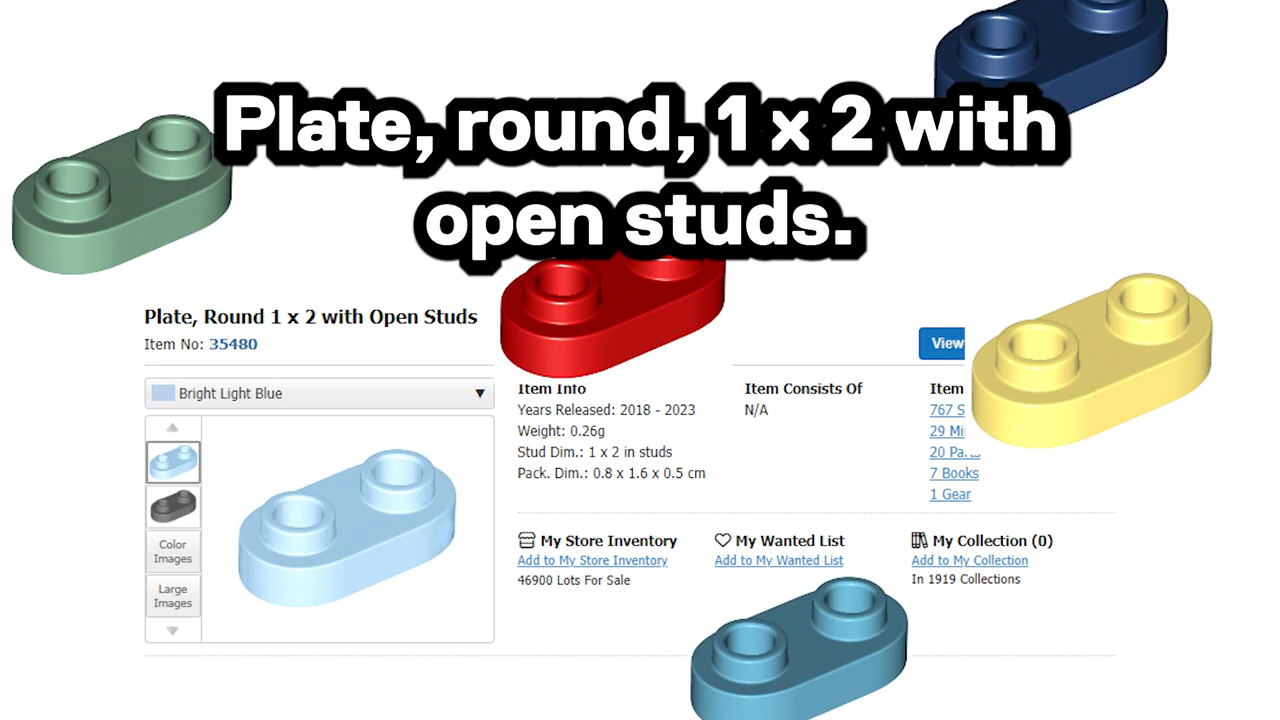 Plate, round, 1 x 2 with
open studs.
Plate, Round 1 x 2 with Open Studs
Item No: 35480
View
Bright Light Blue
Color
Images
Large
Images
Item Info
Years Released: 2018 - 2023
Weight: 0.26g
Stud Dim.: 1 x 2 in studs
Pack. Dim.: 0.8 x 1.6 x 0.5 cm
Item Consists Of
N/A
Item
767 S
29 Mi
20 Parts
7 Books
1 Gear
My Store Inventory
Add to My Store Inventory
46900 Lots For Sale
My Wanted List
Add to My Wanted List
My Collection (0)
Add to My Collection
In 1919 Collections